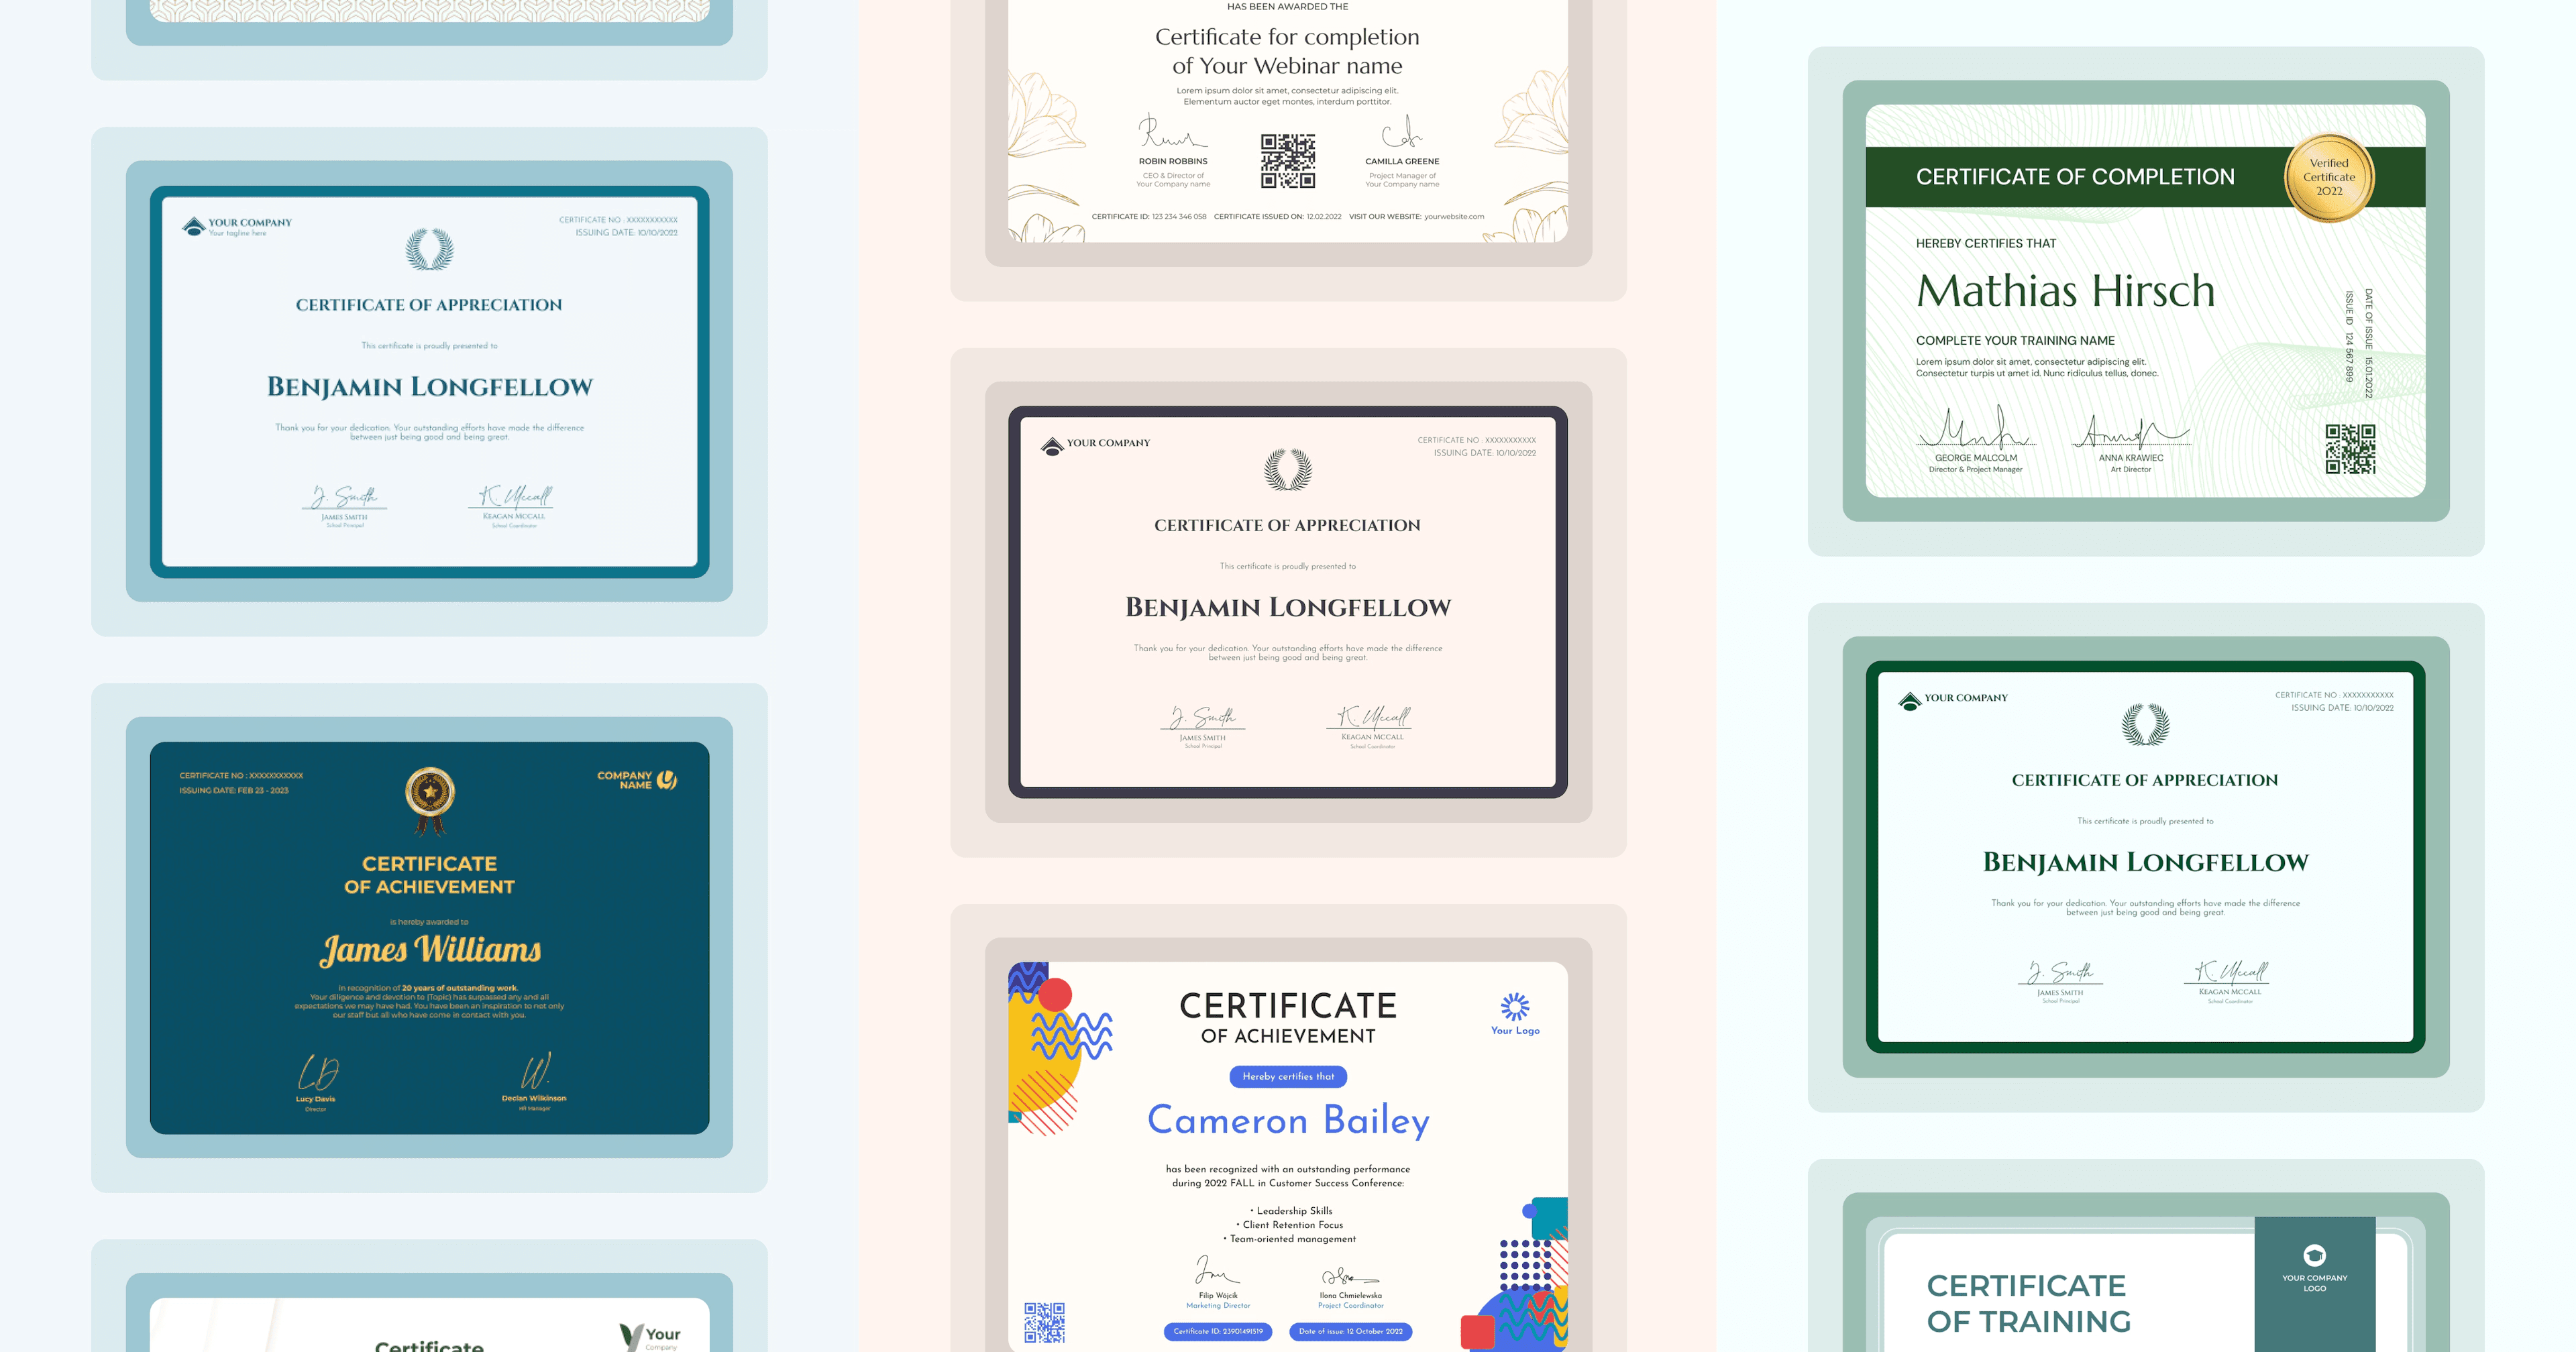 YOUR COMPANY
Your tagline here
CERTIFICATE NO : XXXXXXXXXXX
ISSUING DATE: 10/10/2022
CERTIFICATE OF APPRECIATION
This certificate is proudly presented to
BENJAMIN LONGFELLOW
Thank you for your dedication. Your outstanding efforts have made the difference
between just being good and being great.
J. Smith
K. Mccall
JAMES SMITH
School Principal
KEAGAN MCCALL
School Coordinator
CERTIFICATE NO : XXXXXXXXXXX
ISSUING DATE: FEB 23 - 2023
COMPANY
NAME
CERTIFICATE
OF ACHIEVEMENT
is hereby awarded to
James Williams
In recognition of 20 years of outstanding work.
Your diligence and devotion to (Topic) has surpassed any and all
expectations we may have had. You have been an inspiration to not only
our staff but all who have come in contact with you.
LD
W.
Lucy Davis
Director
Declan Wilkinson
HR Manager
Certificate
Your
Company
HAS BEEN AWARDED THE
Certificate for completion
of Your Webinar name
Lorem ipsum dolor sit amet, consectetur adipiscing elit.
Elementum auctor eget montes, interdum porttitor.
ROBIN ROBBINS
CEO & Director of
Your Company name
CAMILLA GREENE
Project Manager of
Your Company name
CERTIFICATE ID: 123 234 346 058 CERTIFICATE ISSUED ON: 12.02.2022 VISIT OUR WEBSITE: yourwebsite.com
YOUR COMPANY
CERTIFICATE NO : XXXXXXXXXXX
ISSUING DATE: 10/10/2022
CERTIFICATE OF APPRECIATION
This certificate is proudly presented to
BENJAMIN LONGFELLOW
Thank you for your dedication. Your outstanding efforts have made the difference
between just being good and being great.
J. Smith
K. Mccall
JAMES SMITH
School Principal
KEAGAN MCCALL
School Coordinator
CERTIFICATE
OF ACHIEVEMENT
Your Logo
Hereby certifies that
Cameron Bailey
has been recognized with an outstanding performance
during 2022 FALL in Customer Success Conference:
• Leadership Skills
• Client Retention Focus
• Team-oriented management
Filip Wójcik
Marketing Director
Ilona Chmielewska
Project Coordinator
Certificate ID: 23901491519
Date of issue: 12 October 2022
CERTIFICATE OF COMPLETION
Verified
Certificate
2022
HEREBY CERTIFIES THAT
Mathias Hirsch
COMPLETE YOUR TRAINING NAME
Lorem ipsum dolor sit amet, consectetur adipiscing elit.
Consectetur turpis ut amet id. Nunc ridiculus tellus, donec.
DATE OF ISSUE 15.01.2022
ISSUE ID 124 567 899
GEORGE MALCOLM
Director & Project Manager
ANNA KRAWIEC
Art Director
YOUR COMPANY
CERTIFICATE NO : XXXXXXXXXXX
ISSUING DATE: 10/10/2022
CERTIFICATE OF APPRECIATION
This certificate is proudly presented to
BENJAMIN LONGFELLOW
Thank you for your dedication. Your outstanding efforts have made the difference
between just being good and being great.
J. Smith
K. Mccall
JAMES SMITH
School Principal
KEAGAN MCCALL
School Coordinator
CERTIFICATE
OF TRAINING
YOUR COMPANY
LOGO